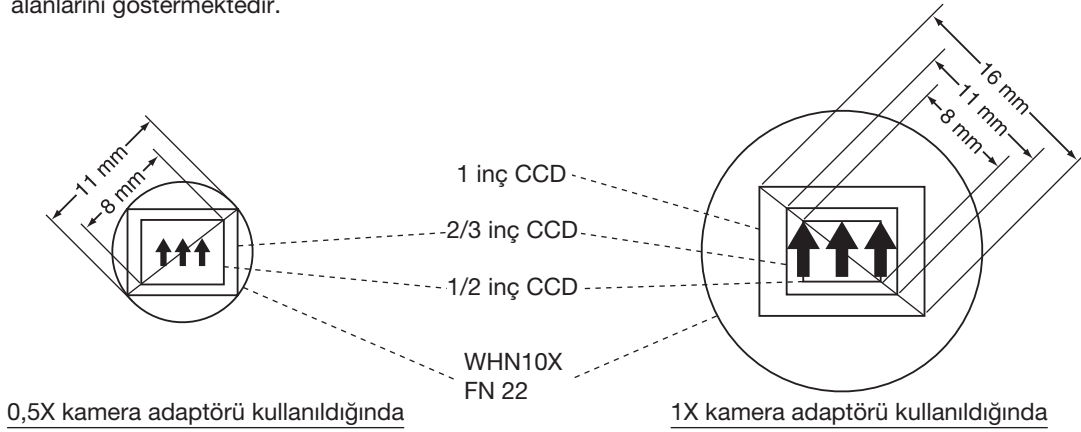 alanlarını göstermektedir.
11 mm
8 mm
16 mm
11 mm
8 mm
1 inç CCD
2/3 inç CCD
1/2 inç CCD
WHN10X
FN 22
0,5X kamera adaptörü kullanıldığında
1X kamera adaptörü kullanıldığında